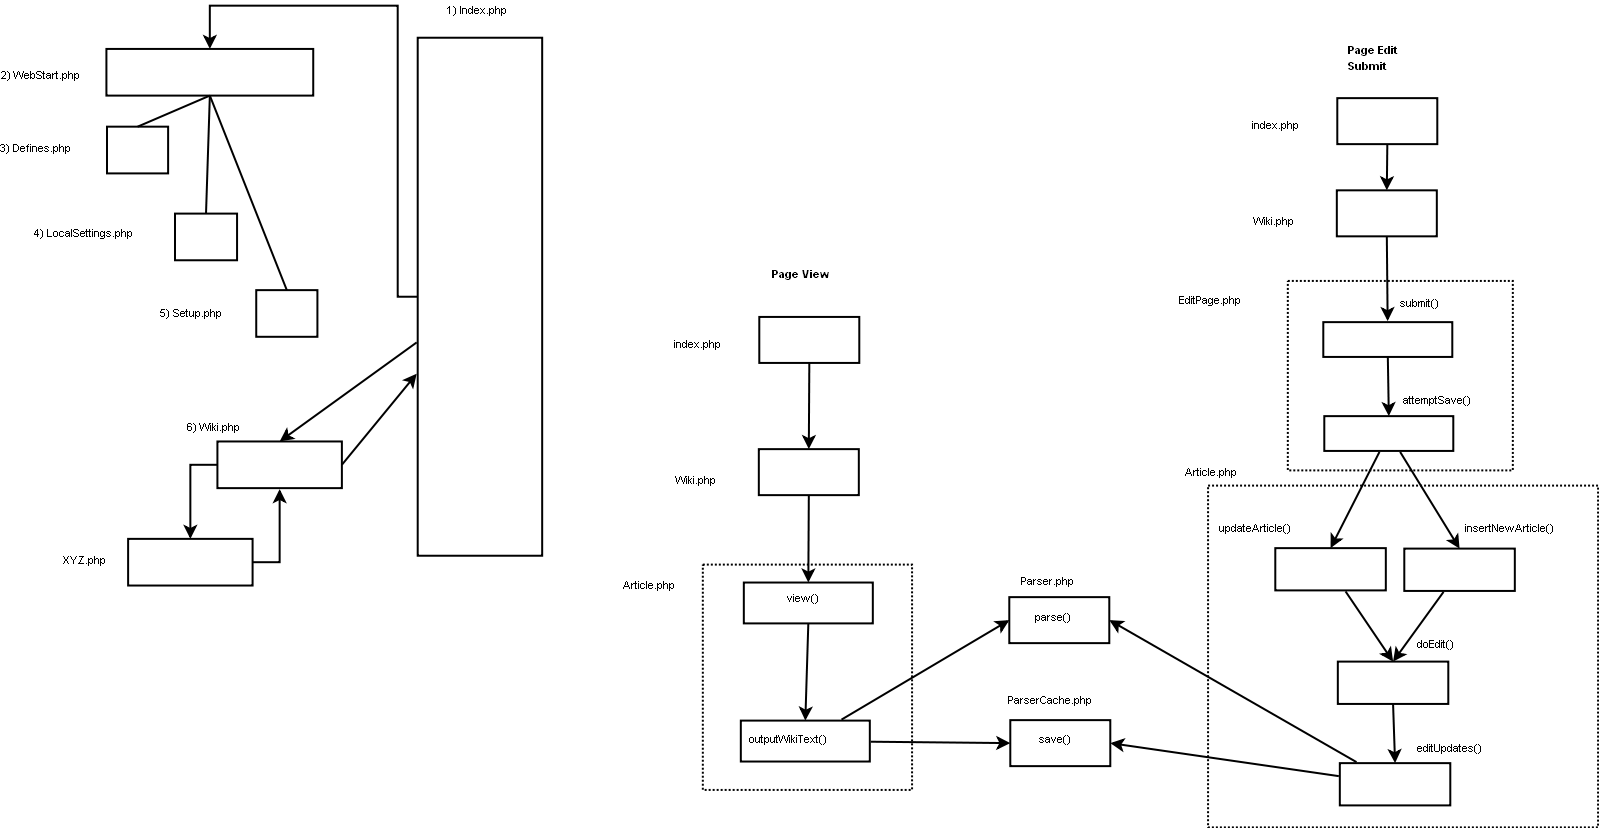 1) Index.php
2) WebStart.php
3) Defines.php
4) LocalSettings.php
5) Setup.php
6) Wiki.php
XYZ.php
Page View
index.php
Wiki.php
Article.php
view()
outputWikiText()
Parser.php
parse()
ParserCache.php
save()
Page Edit
Submit
index.php
Wiki.php
EditPage.php
submit()
attemptSave()
Article.php
updateArticle()
insertNewArticle()
doEdit()
editUpdates()